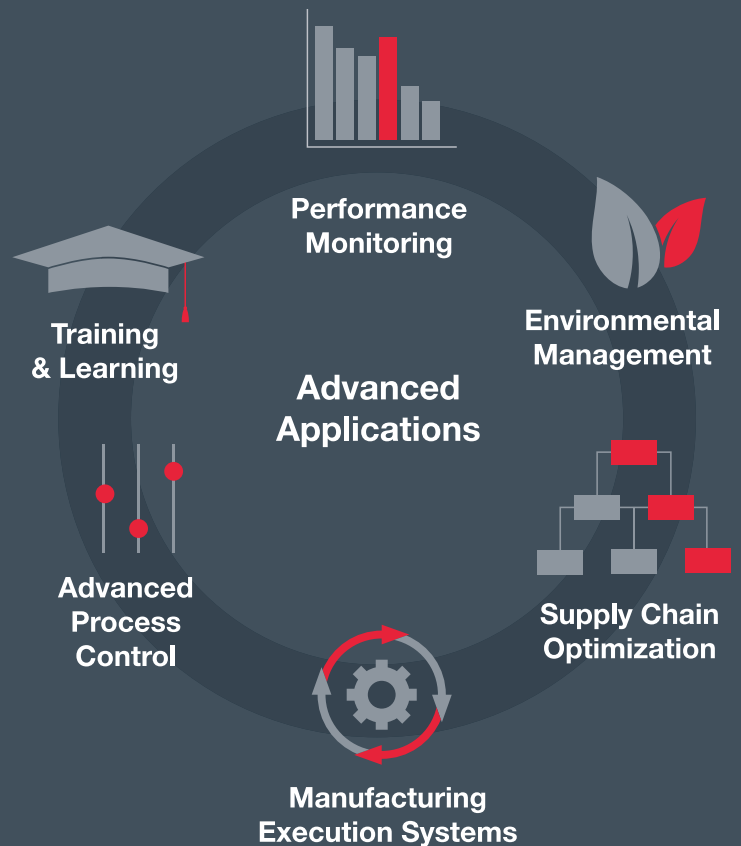 Performance
Monitoring
Environmental
Management
Training
& Learning
Advanced
Applications
Advanced
Process
Control
Supply Chain
Optimization
Manufacturing
Execution Systems